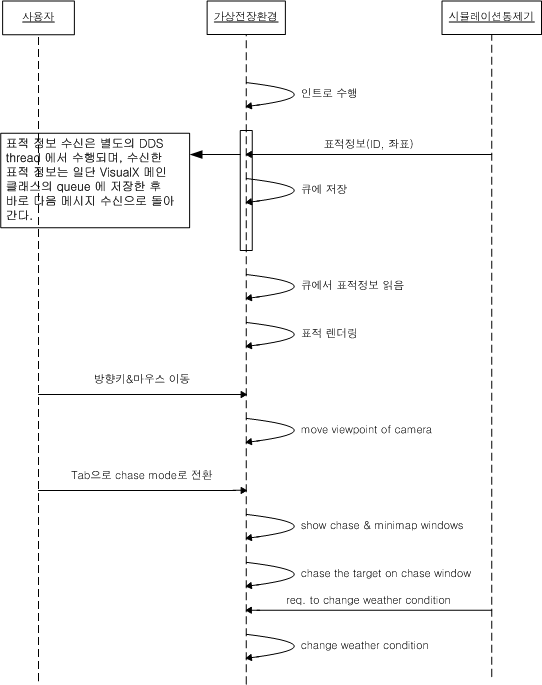 사용자
가상전장환경
시뮬레이션통제기
인트로 수행
표적 정보 수신은 별도의 DDS
thread 에서 수행되며, 수신한
표적 정보는 일단 VisualX 메인
클래스의 queue 에 저장한 후
바로 다음 메시지 수신으로 돌아
간다.
표적정보(ID, 좌표)
큐에 저장
큐에서 표적정보 읽음
표적 렌더링
방향키&마우스 이동
move viewpoint of camera
Tab으로 chase mode로 전환
show chase & minimap windows
chase the target on chase window
req. to change weather condition
change weather condition